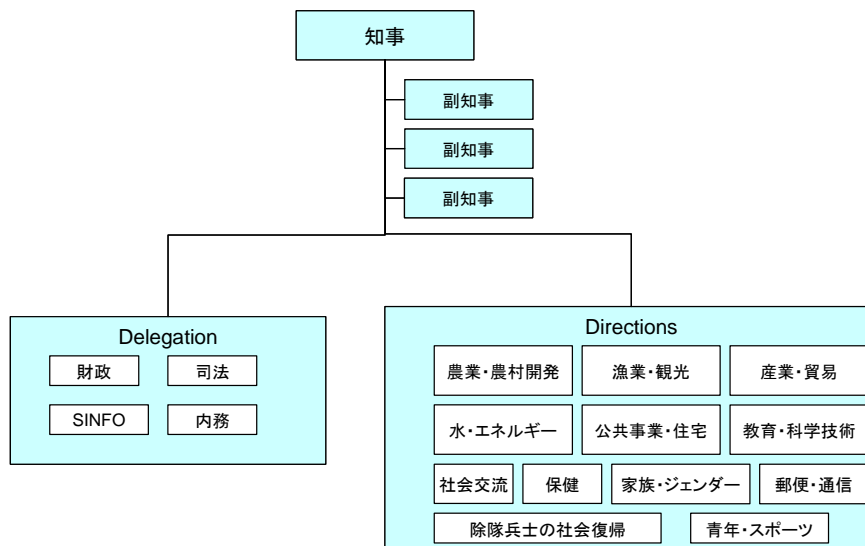 知事
副知事
副知事
副知事
Delegation
財政
司法
SINFO
内務
Directions
農業・農村開発
漁業・観光
産業・貿易
水・エネルギー
公共事業・住宅
教育・科学技術
社会交流
保健
家族・ジェンダー
郵便・通信
除隊兵士の社会復帰
青年・スポーツ